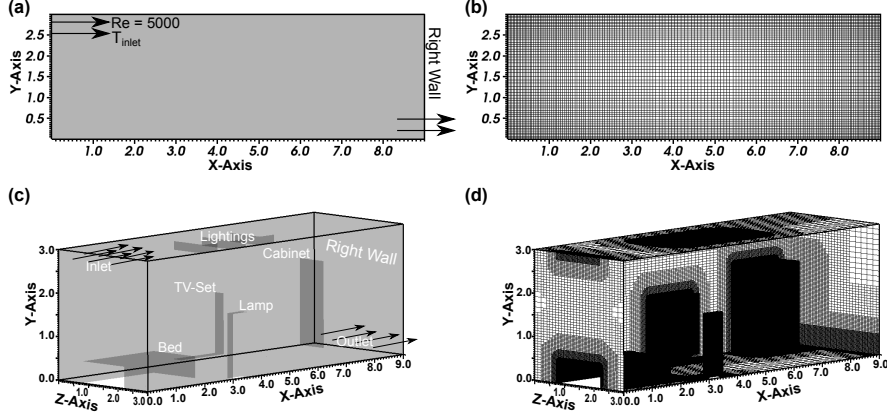 (a)
Re = 5000
T_inlet
Right Wall
Y-Axis
2.5
2.0
1.5
1.0
0.5
1.0 2.0 3.0 4.0 5.0 6.0 7.0 8.0
X-Axis
(b)
Y-Axis
2.5
2.0
1.5
1.0
0.5
1.0 2.0 3.0 4.0 5.0 6.0 7.0 8.0
X-Axis
(c)
Lightings
Inlet
Cabinet
Right Wall
TV-Set
Lamp
Bed
Outlet
Y-Axis
3.0
2.0
1.0
0.0
1.0 2.0 3.0
Z-Axis
0.0 1.0 2.0 3.0 4.0 5.0 6.0 7.0 8.0 9.0
X-Axis
(d)
Y-Axis
3.0
2.0
1.0
0.0
1.0 2.0 3.0
Z-Axis
0.0 1.0 2.0 3.0 4.0 5.0 6.0 7.0 8.0 9.0
X-Axis